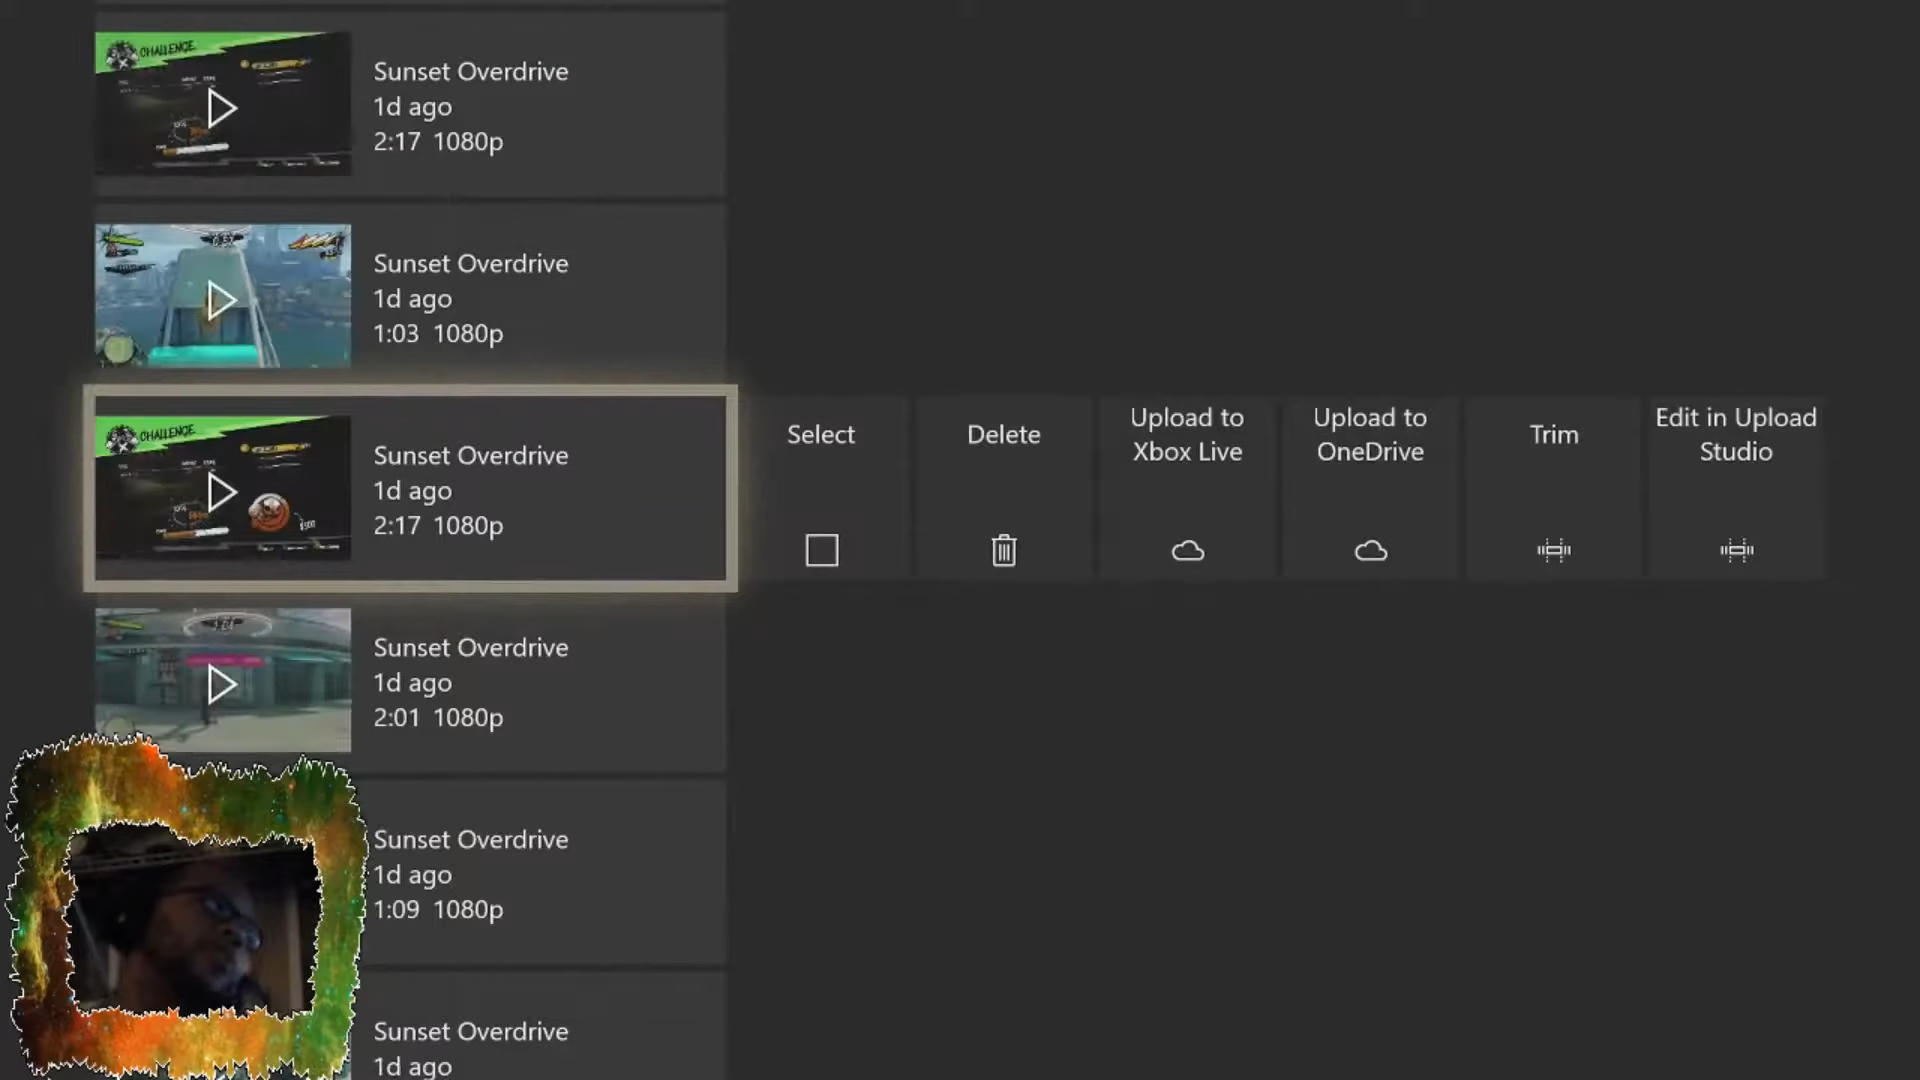 CHALLENGE
Sunset Overdrive
1d ago
2:17 1080p
Sunset Overdrive
1d ago
1:03 1080p
CHALLENGE
Sunset Overdrive
1d ago
2:17 1080p
Select
Delete
Upload to
Xbox Live
Upload to
OneDrive
Trim
Edit in Upload
Studio
Sunset Overdrive
1d ago
2:01 1080p
Sunset Overdrive
1d ago
1:09 1080p
Sunset Overdrive
1d ago